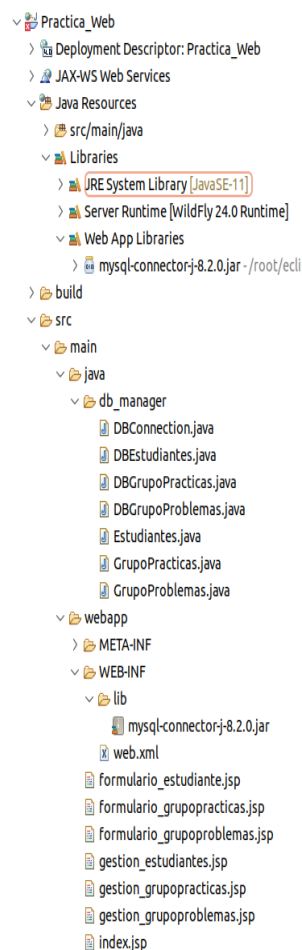 Practica_Web
Deployment Descriptor: Practica_Web
JAX-WS Web Services
Java Resources
src/main/java
Libraries
JRE System Library [JavaSE-11]
Server Runtime [WildFly 24.0 Runtime]
Web App Libraries
mysql-connector-j-8.2.0.jar - /root/ecli
build
src
main
java
db_manager
DBConnection.java
DBEstudiantes.java
DBGrupoPracticas.java
DBGrupoProblemas.java
Estudiantes.java
GrupoPracticas.java
GrupoProblemas.java
webapp
META-INF
WEB-INF
lib
mysql-connector-j-8.2.0.jar
web.xml
formulario_estudiante.jsp
formulario_grupopracticas.jsp
formulario_grupoproblemas.jsp
gestion_estudiantes.jsp
gestion_grupopracticas.jsp
gestion_grupoproblemas.jsp
index.jsp